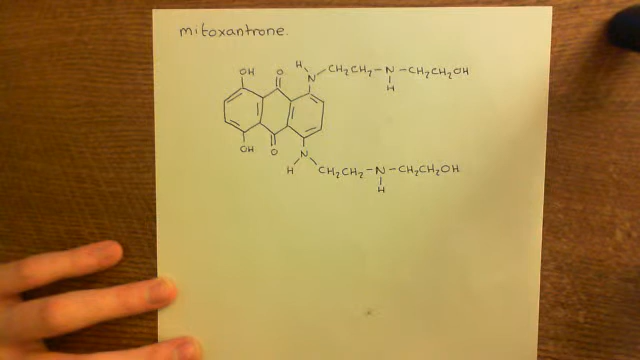 mitoxantrone.
OH O H N-CH₂CH₂-N-CH₂CH₂OH
H
OH O N
H CH₂CH₂-N-CH₂CH₂OH
H